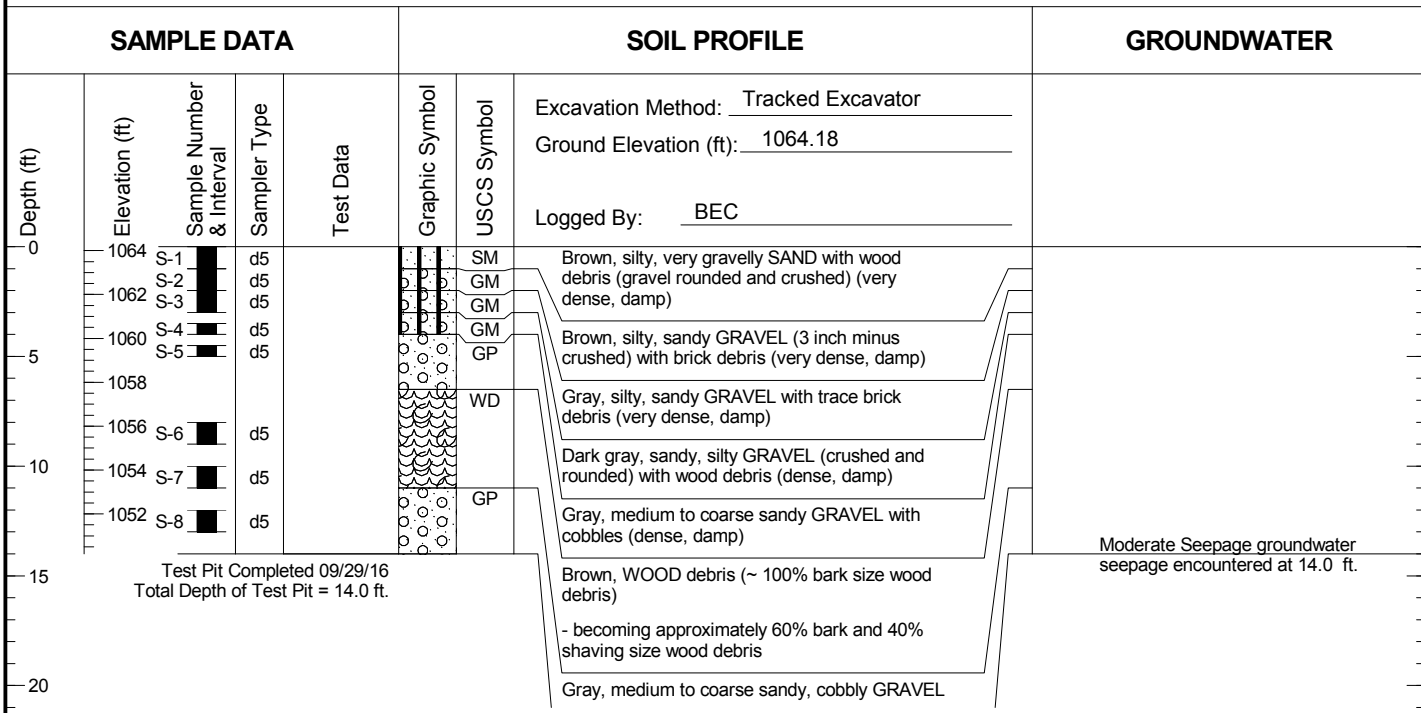 SAMPLE DATA
SOIL PROFILE
GROUNDWATER
Depth (ft)
Elevation (ft)
Sample Number
& Interval
Sampler Type
Test Data
Graphic Symbol
USCS Symbol
Excavation Method: Tracked Excavator
Ground Elevation (ft): 1064.18
Logged By: BEC
0
5
10
15
20
1064
1062
1060
1058
1056
1054
1052
S-1
S-2
S-3
S-4
S-5
S-6
S-7
S-8
d5
d5
d5
d5
d5
d5
d5
d5
SM
GM
GM
GM
GP
WD
GP
Brown, silty, very gravelly SAND with wood
debris (gravel rounded and crushed) (very
dense, damp)
Brown, silty, sandy GRAVEL (3 inch minus
crushed) with brick debris (very dense, damp)
Gray, silty, sandy GRAVEL with trace brick
debris (very dense, damp)
Dark gray, sandy, silty GRAVEL (crushed and
rounded) with wood debris (dense, damp)
Gray, medium to coarse sandy GRAVEL with
cobbles (dense, damp)
Brown, WOOD debris (~ 100% bark size wood
debris)
- becoming approximately 60% bark and 40%
shaving size wood debris
Gray, medium to coarse sandy, cobbly GRAVEL
Moderate Seepage groundwater
seepage encountered at 14.0 ft.
Test Pit Completed 09/29/16
Total Depth of Test Pit = 14.0 ft.